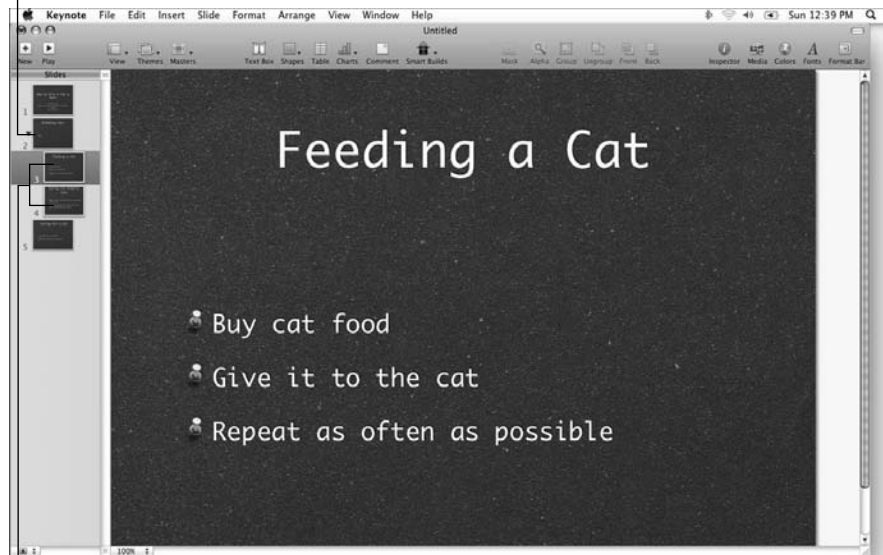 Keynote File Edit Insert Slide Format Arrange View Window Help Sun 12:39 PM
Untitled
New Play View Themes Masters Text Box Shapes Table Charts Comment Smart Builds Mask Alpha Group Ungroup Front Back Inspector Media Colors Fonts Format Bar
Slides
1
2
3
4
5
Feeding a Cat
Buy cat food
Give it to the cat
Repeat as often as possible
100%